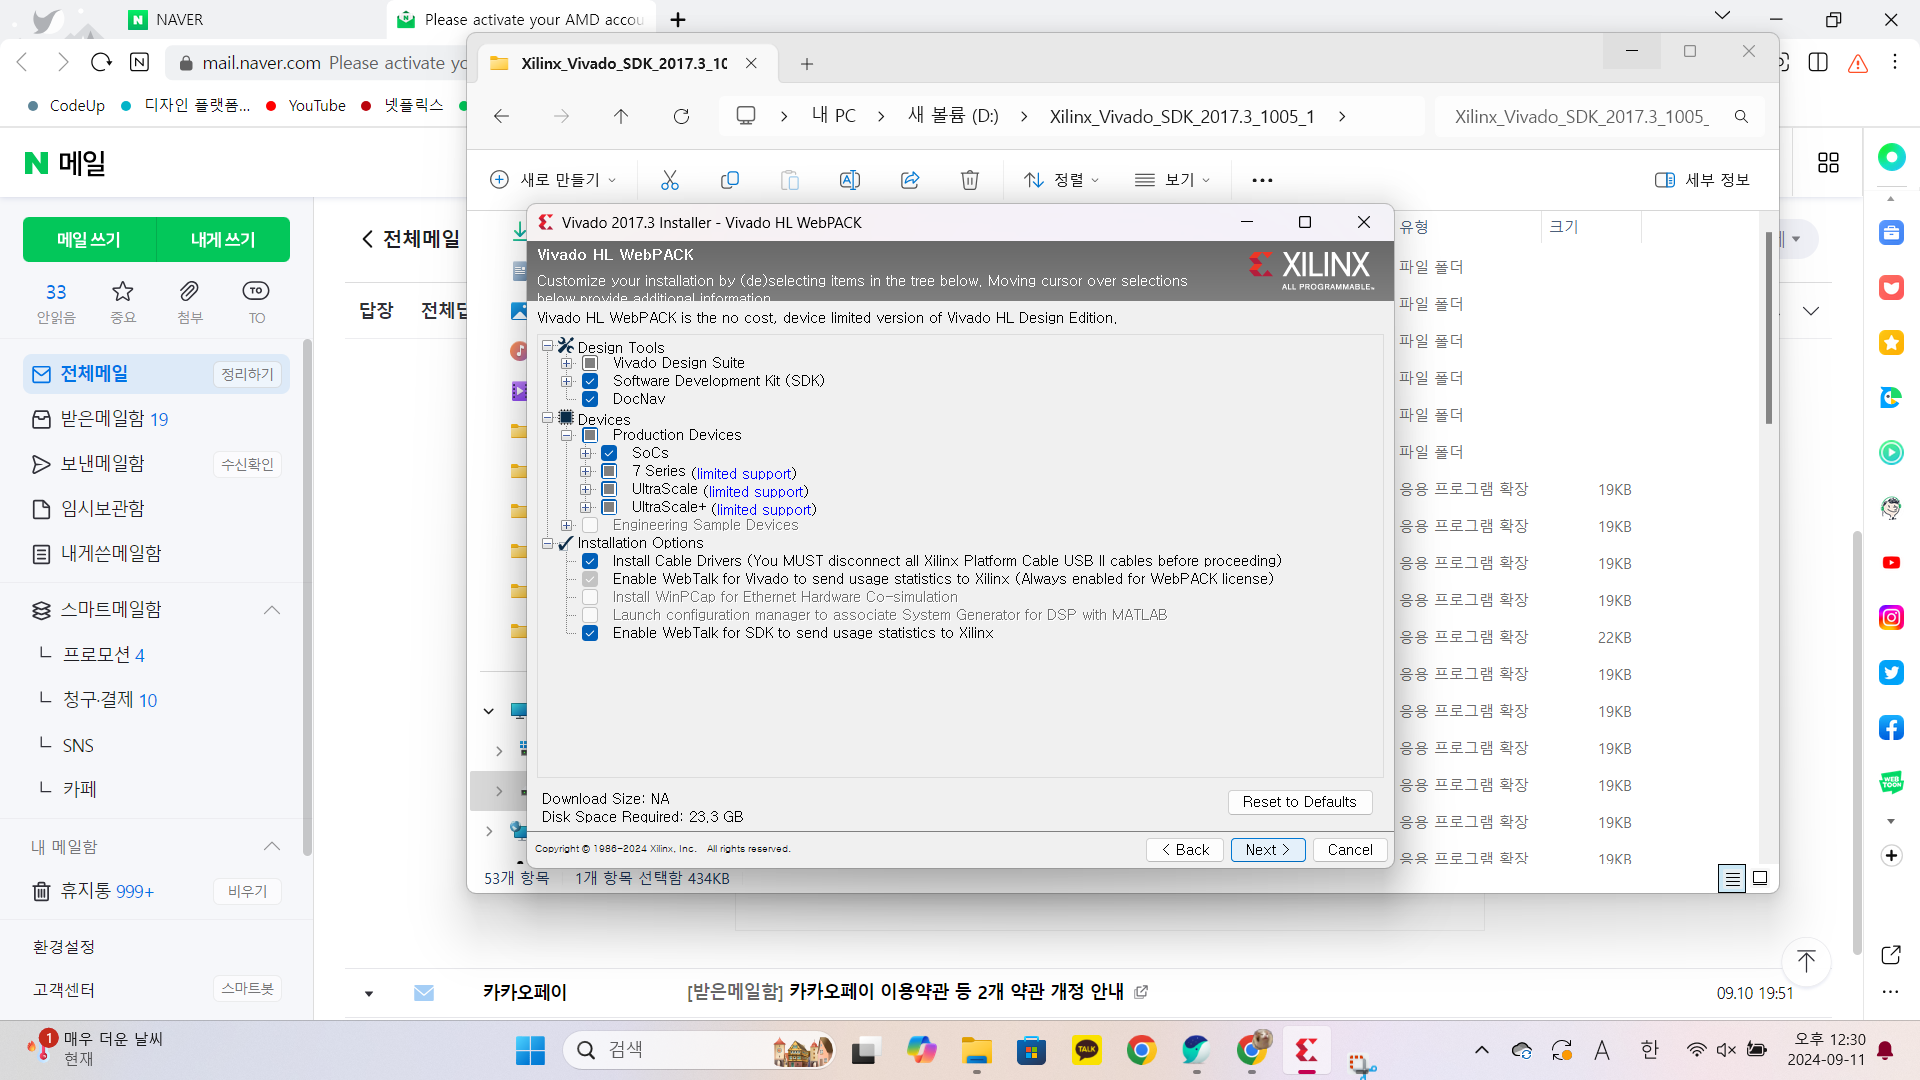 NAVER
Please activate your AMD accou
mail.naver.com Please activate yo
CodeUp
디자인 플랫폼...
YouTube
넷플릭스
Xilinx_Vivado_SDK_2017.3_10
내 PC
새 볼륨 (D:)
Xilinx_Vivado_SDK_2017.3_1005_1
Xilinx_Vivado_SDK_2017.3_1005_
새로 만들기
정렬
보기
세부 정보
N 메일
메일 쓰기
내게 쓰기
33
안읽음
중요
첨부
TO
TO
전체메일
정리하기
받은메일함 19
보낸메일함
수신확인
임시보관함
내게쓴메일함
스마트메일함
프로모션 4
청구·결제 10
SNS
카페
내 메일함
휴지통 999+
비우기
환경설정
고객센터
스마트봇
전체메일
답장
전체답
Vivado 2017.3 Installer - Vivado HL WebPACK
Vivado HL WebPACK
Customize your installation by (de)selecting items in the tree below. Moving cursor over selections
below provide additional information.
XILINX
ALL PROGRAMMABLE.
Vivado HL WebPACK is the no cost, device limited version of Vivado HL Design Edition.
Design Tools
Vivado Design Suite
Software Development Kit (SDK)
DocNav
Devices
Production Devices
SoCs
7 Series (limited support)
UltraScale (limited support)
UltraScale+ (limited support)
Engineering Sample Devices
Installation Options
Install Cable Drivers (You MUST disconnect all Xilinx Platform Cable USB II cables before proceeding)
Enable WebTalk for Vivado to send usage statistics to Xilinx (Always enabled for WebPACK license)
Install WinPCap for Ethernet Hardware Co-simulation
Launch configuration manager to associate System Generator for DSP with MATLAB
Enable WebTalk for SDK to send usage statistics to Xilinx
Download Size: NA
Disk Space Required: 23.3 GB
Reset to Defaults
Copyright © 1986-2024 Xilinx, Inc. All rights reserved.
< Back
Next >
Cancel
유형
크기
파일 폴더
파일 폴더
파일 폴더
파일 폴더
파일 폴더
파일 폴더
응용 프로그램 확장 19KB
응용 프로그램 확장 19KB
응용 프로그램 확장 19KB
응용 프로그램 확장 19KB
응용 프로그램 확장 22KB
응용 프로그램 확장 19KB
응용 프로그램 확장 19KB
응용 프로그램 확장 19KB
응용 프로그램 확장 19KB
응용 프로그램 확장 19KB
응용 프로그램 확장 19KB
53개 항목
1개 항목 선택함 434KB
WEB
TOON
카카오페이
[받은메일함] 카카오페이 이용약관 등 2개 약관 개정 안내
09.10 19:51
1
매우 더운 날씨
현재
검색
TALK
A
한
오후 12:30
2024-09-11